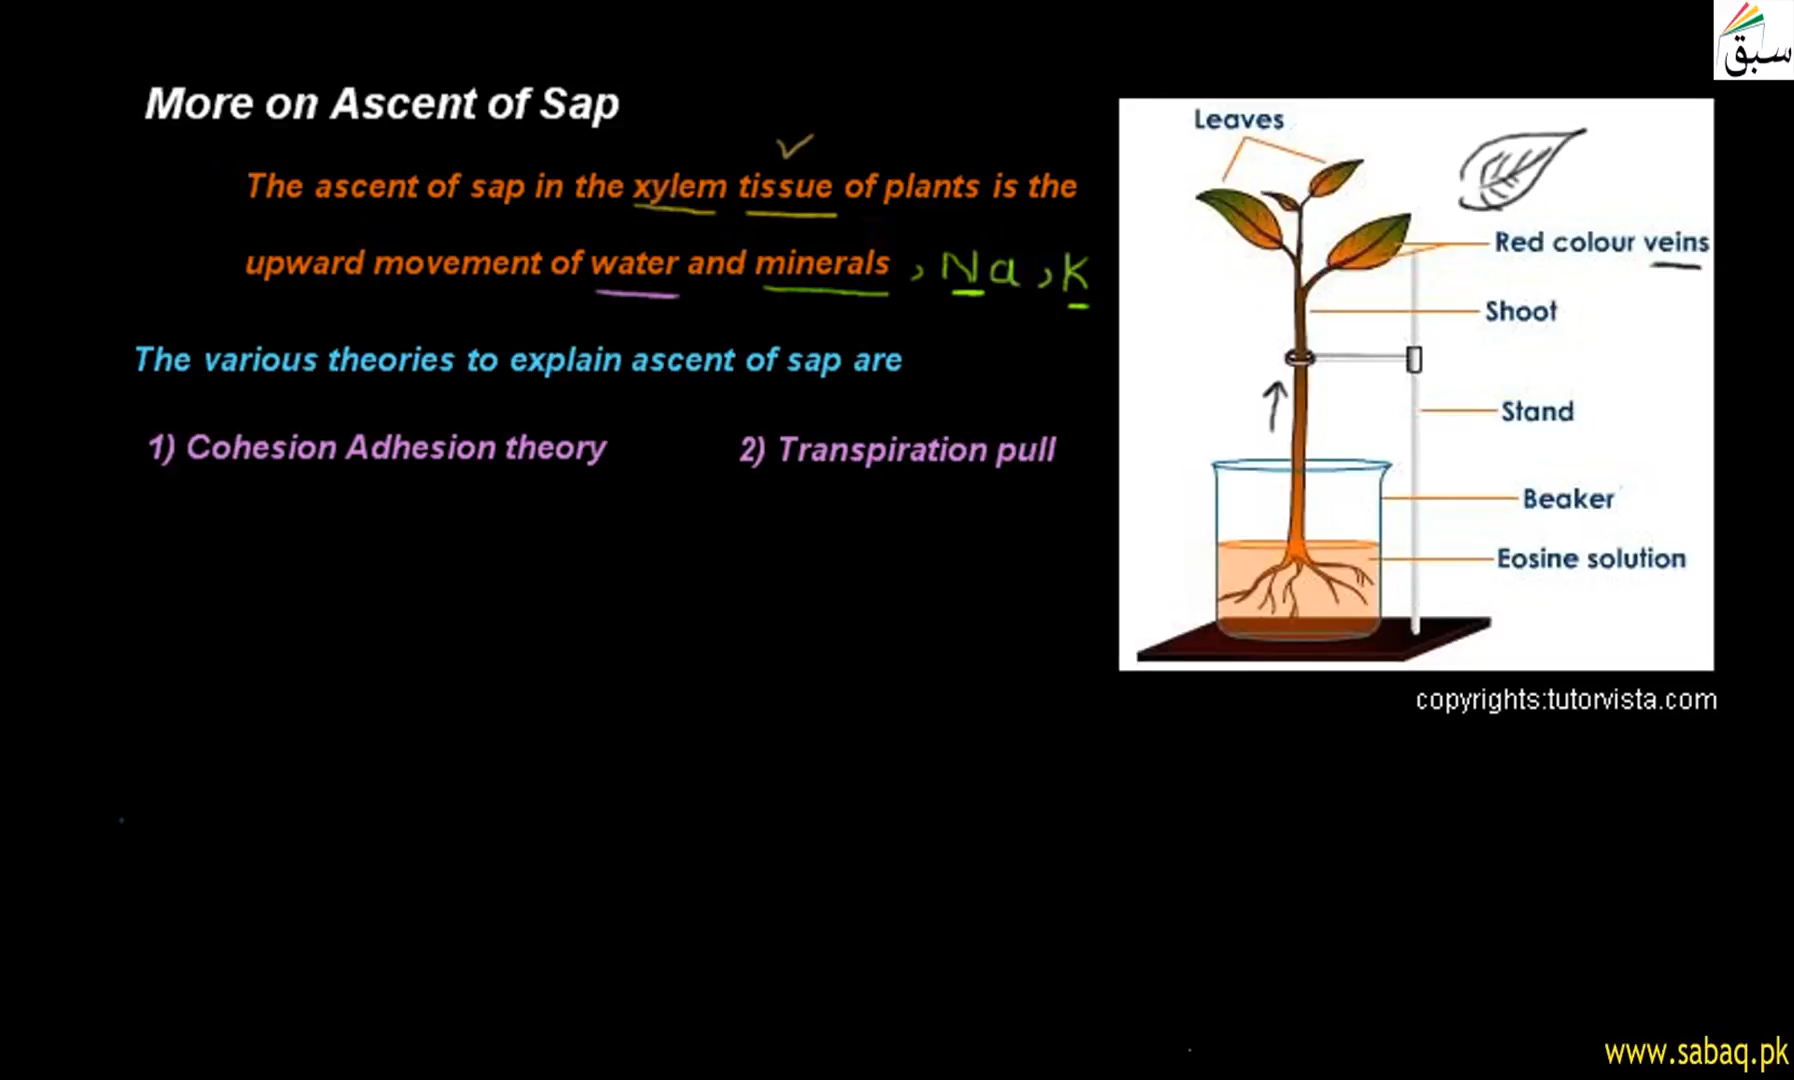 سبق
More on Ascent of Sap
The ascent of sap in the xylem tissue of plants is the
upward movement of water and minerals , Na , K
The various theories to explain ascent of sap are
1) Cohesion Adhesion theory
2) Transpiration pull
Leaves
Red colour veins
Shoot
Stand
Beaker
Eosine solution
copyrights:tutorvista.com
www.sabaq.pk